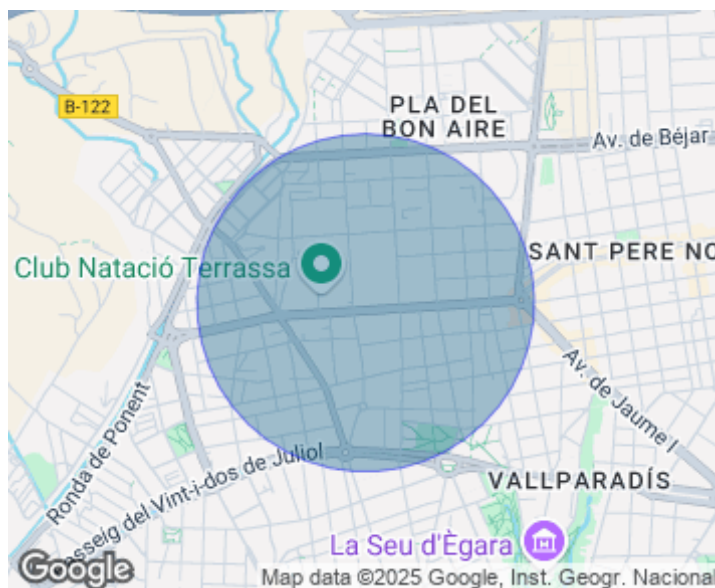 PLA DEL
BON AIRE
B-122
Av. de Béjar
SANT PERE NO
Club Natació Terrassa
Av. de Jaume I
Ronda de Ponent
osseig del Vint-i-dos de Juliol
VALLPARADÍS
La Seu d'Ègara
Google
Map data ©2025 Google, Inst. Geogr. Nacional